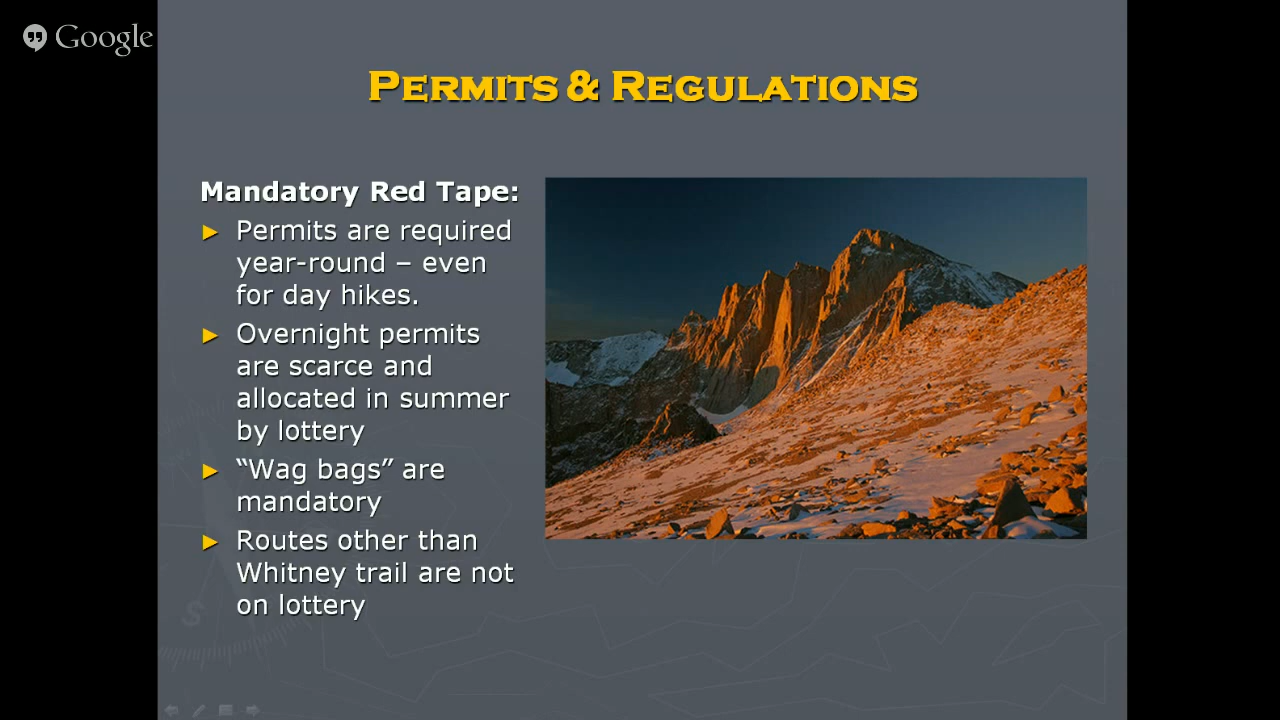 Google
PERMITS & REGULATIONS
Mandatory Red Tape:
► Permits are required
year-round – even
for day hikes.
► Overnight permits
are scarce and
allocated in summer
by lottery
► “Wag bags” are
mandatory
► Routes other than
Whitney trail are not
on lottery
S